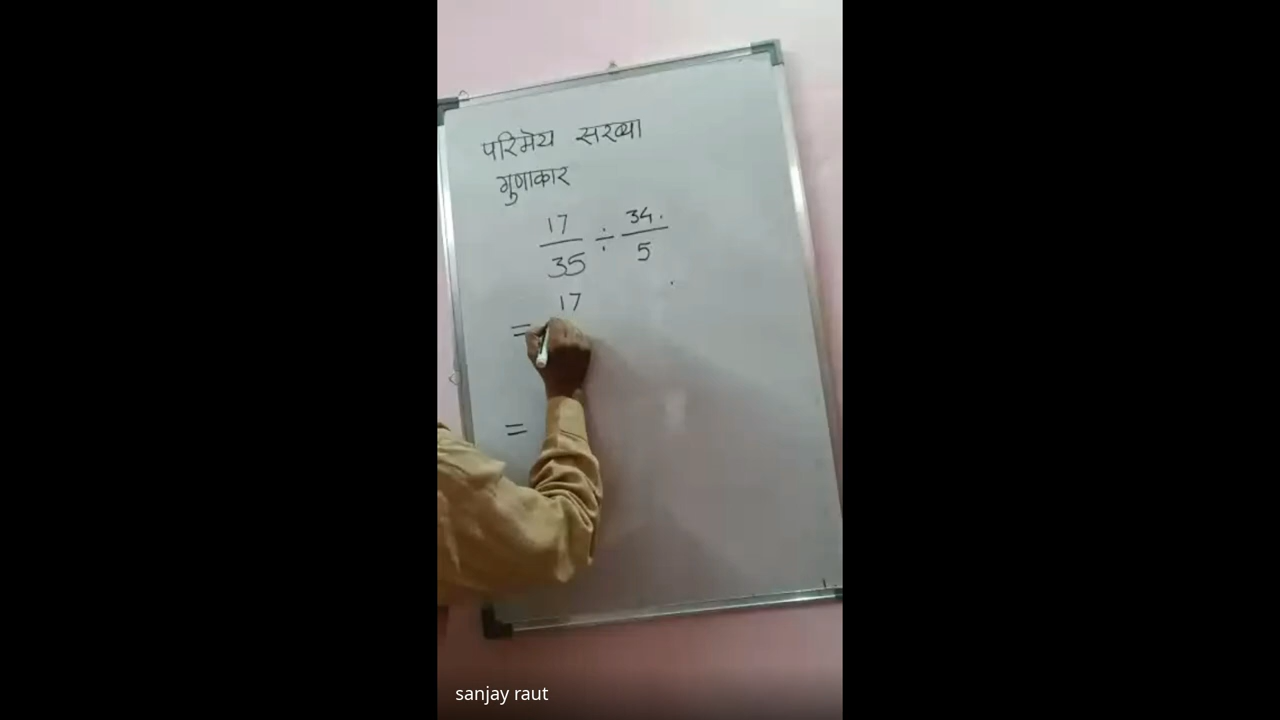 परिमेय सख्या
गुणाकार
17/35 ÷ 34/5
= 17
=
sanjay raut